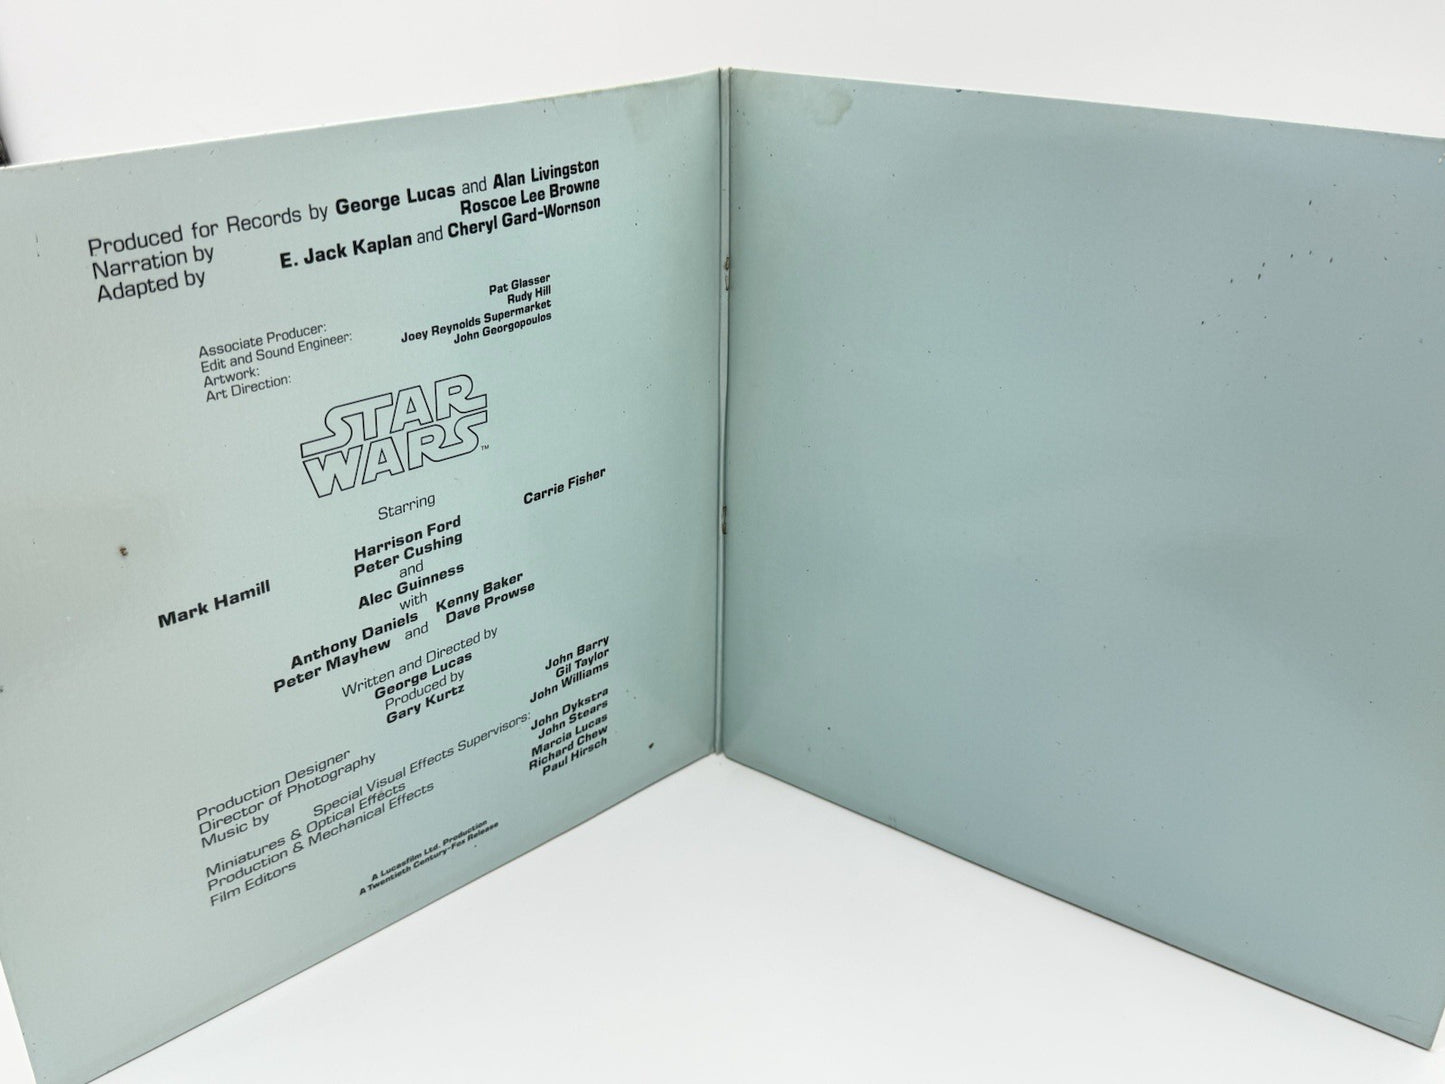 Produced for Records by George Lucas and Alan Livingston
Narration by Roscoe Lee Browne
Adapted by E. Jack Kaplan and Cheryl Gard-Wornson
Associate Producer: Pat Glasser
Edit and Sound Engineer: Rudy Hill
Artwork: Joey Reynolds Supermarket
Art Direction: John Georgopoulos
STAR
WARS™
Starring
Mark Hamill Harrison Ford Carrie Fisher
Peter Cushing
and
Alec Guinness
with
Anthony Daniels Kenny Baker
Peter Mayhew and Dave Prowse
Written and Directed by
George Lucas
Produced by
Gary Kurtz
Production Designer John Barry
Director of Photography Gil Taylor
Music by John Williams
Special Visual Effects Supervisors:
Miniatures & Optical Effects John Dykstra
Production & Mechanical Effects John Stears
Film Editors Marcia Lucas
Richard Chew
Paul Hirsch
A Lucasfilm Ltd. Production
A Twentieth Century-Fox Release